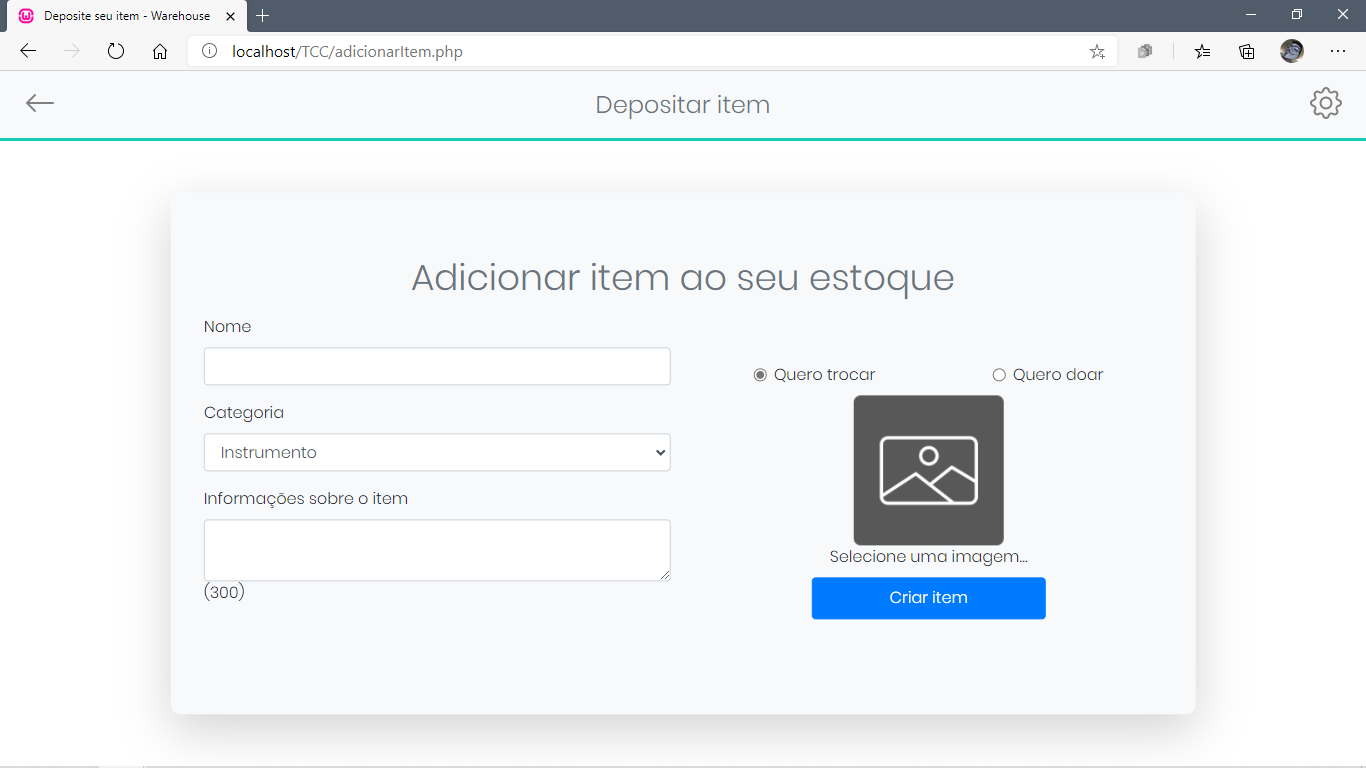 Deposite seu item - Warehouse
localhost/TCC/adicionarItem.php
Depositar item
Adicionar item ao seu estoque
Nome
Quero trocar
Quero doar
Categoria
Instrumento
Informações sobre o item
(300)
Selecione uma imagem...
Criar item